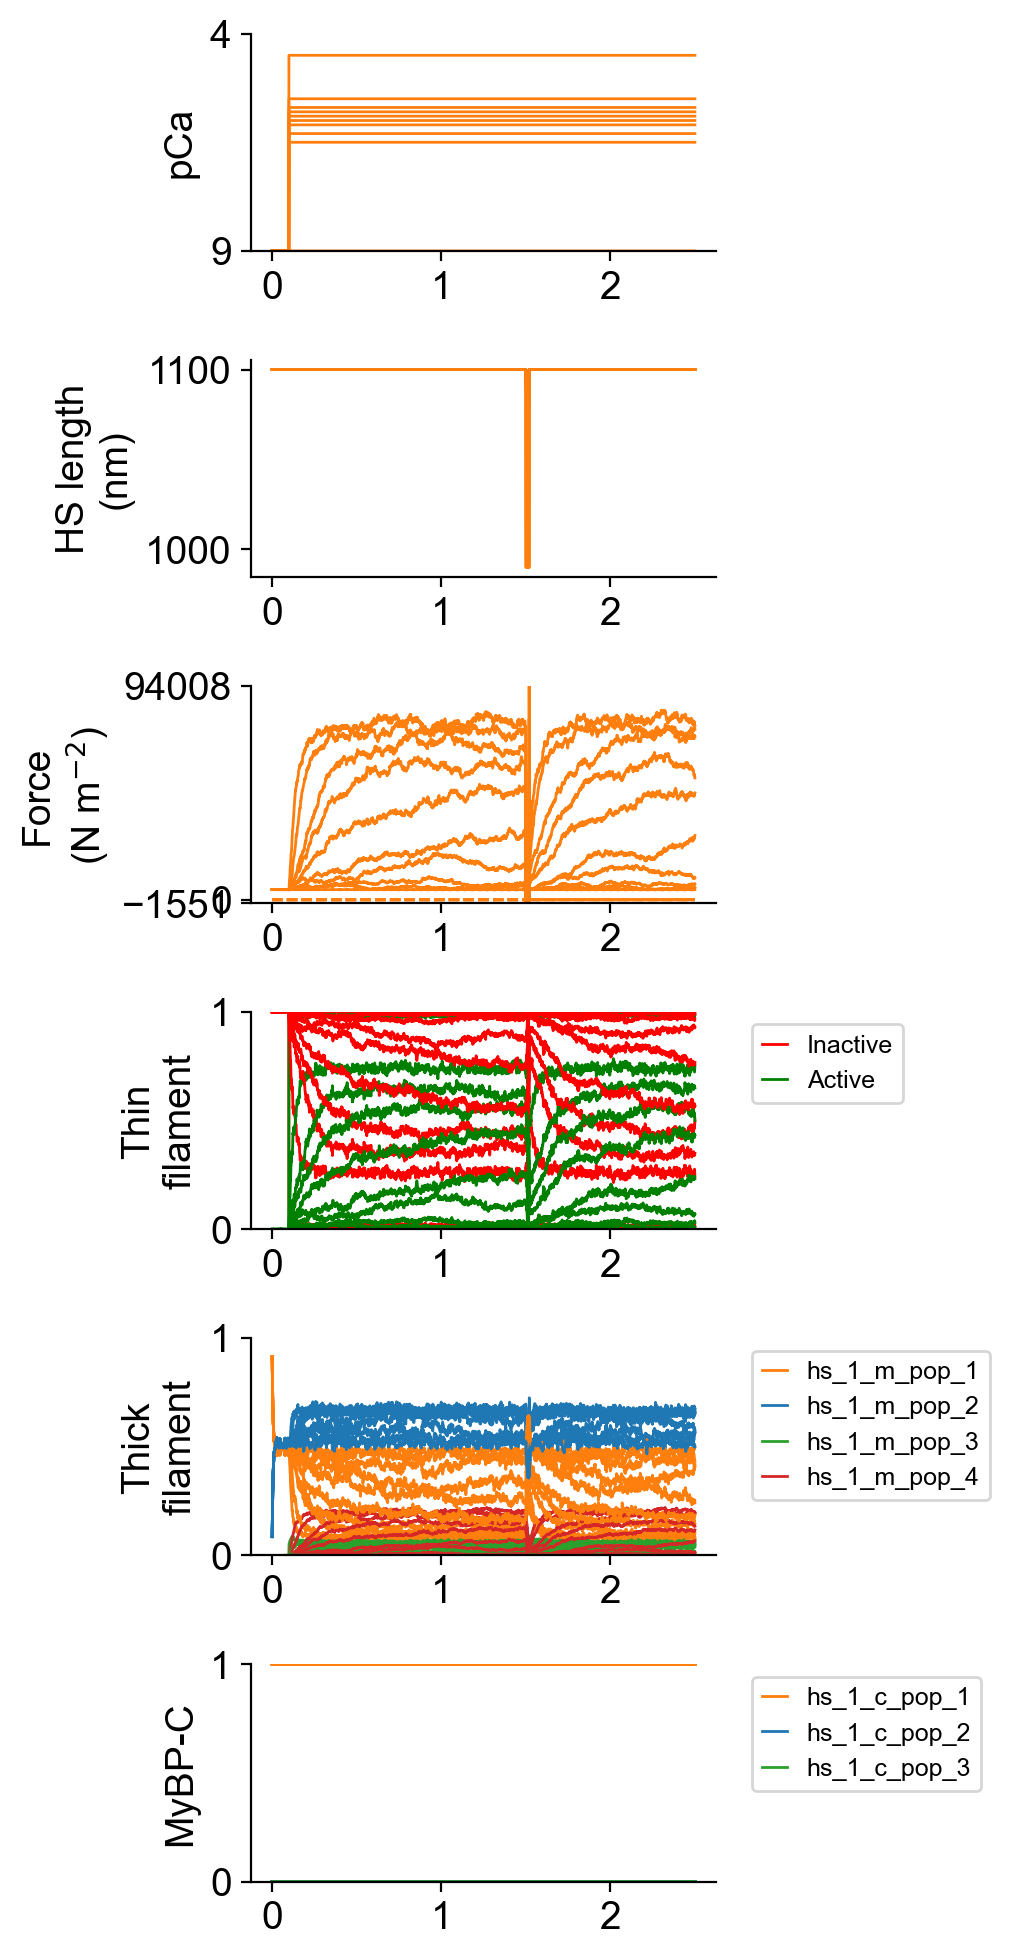 4
pCa
9
0 1 2
1100
HS length
(nm)
1000
0 1 2
94008
Force
(N m⁻²)
0
−1551
0 1 2
1
Thin
filament
0
0 1 2
Inactive
Active
1
Thick
filament
0
0 1 2
hs_1_m_pop_1
hs_1_m_pop_2
hs_1_m_pop_3
hs_1_m_pop_4
1
MyBP-C
0
0 1 2
hs_1_c_pop_1
hs_1_c_pop_2
hs_1_c_pop_3